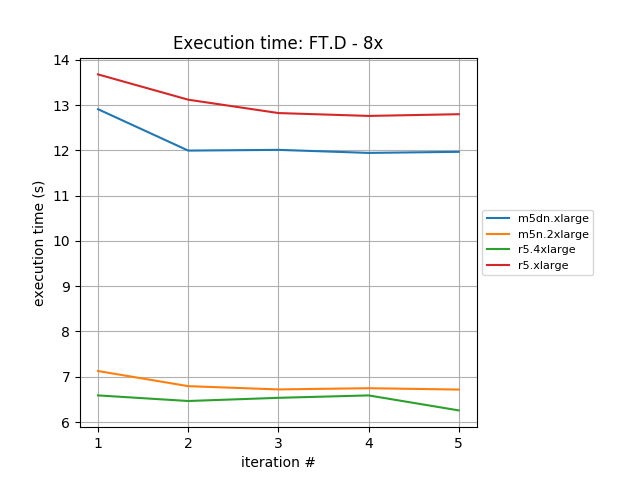 Execution time: FT.D - 8x
execution time (s)
14
13
12
11
10
9
8
7
6
1 2 3 4 5
iteration #
m5dn.xlarge
m5n.2xlarge
r5.4xlarge
r5.xlarge